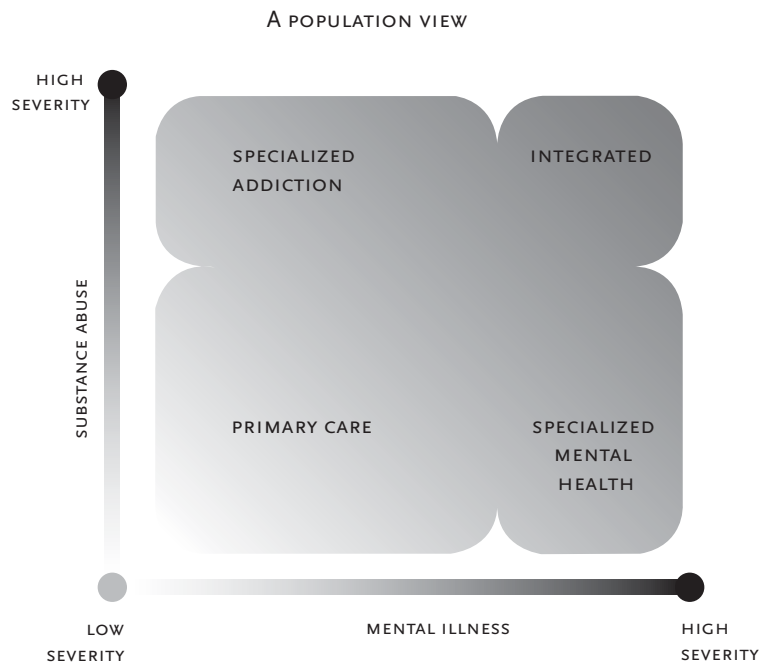 A POPULATION VIEW
HIGH
SEVERITY
SPECIALIZED
ADDICTION
INTEGRATED
SUBSTANCE ABUSE
PRIMARY CARE
SPECIALIZED
MENTAL
HEALTH
LOW
SEVERITY
MENTAL ILLNESS
HIGH
SEVERITY